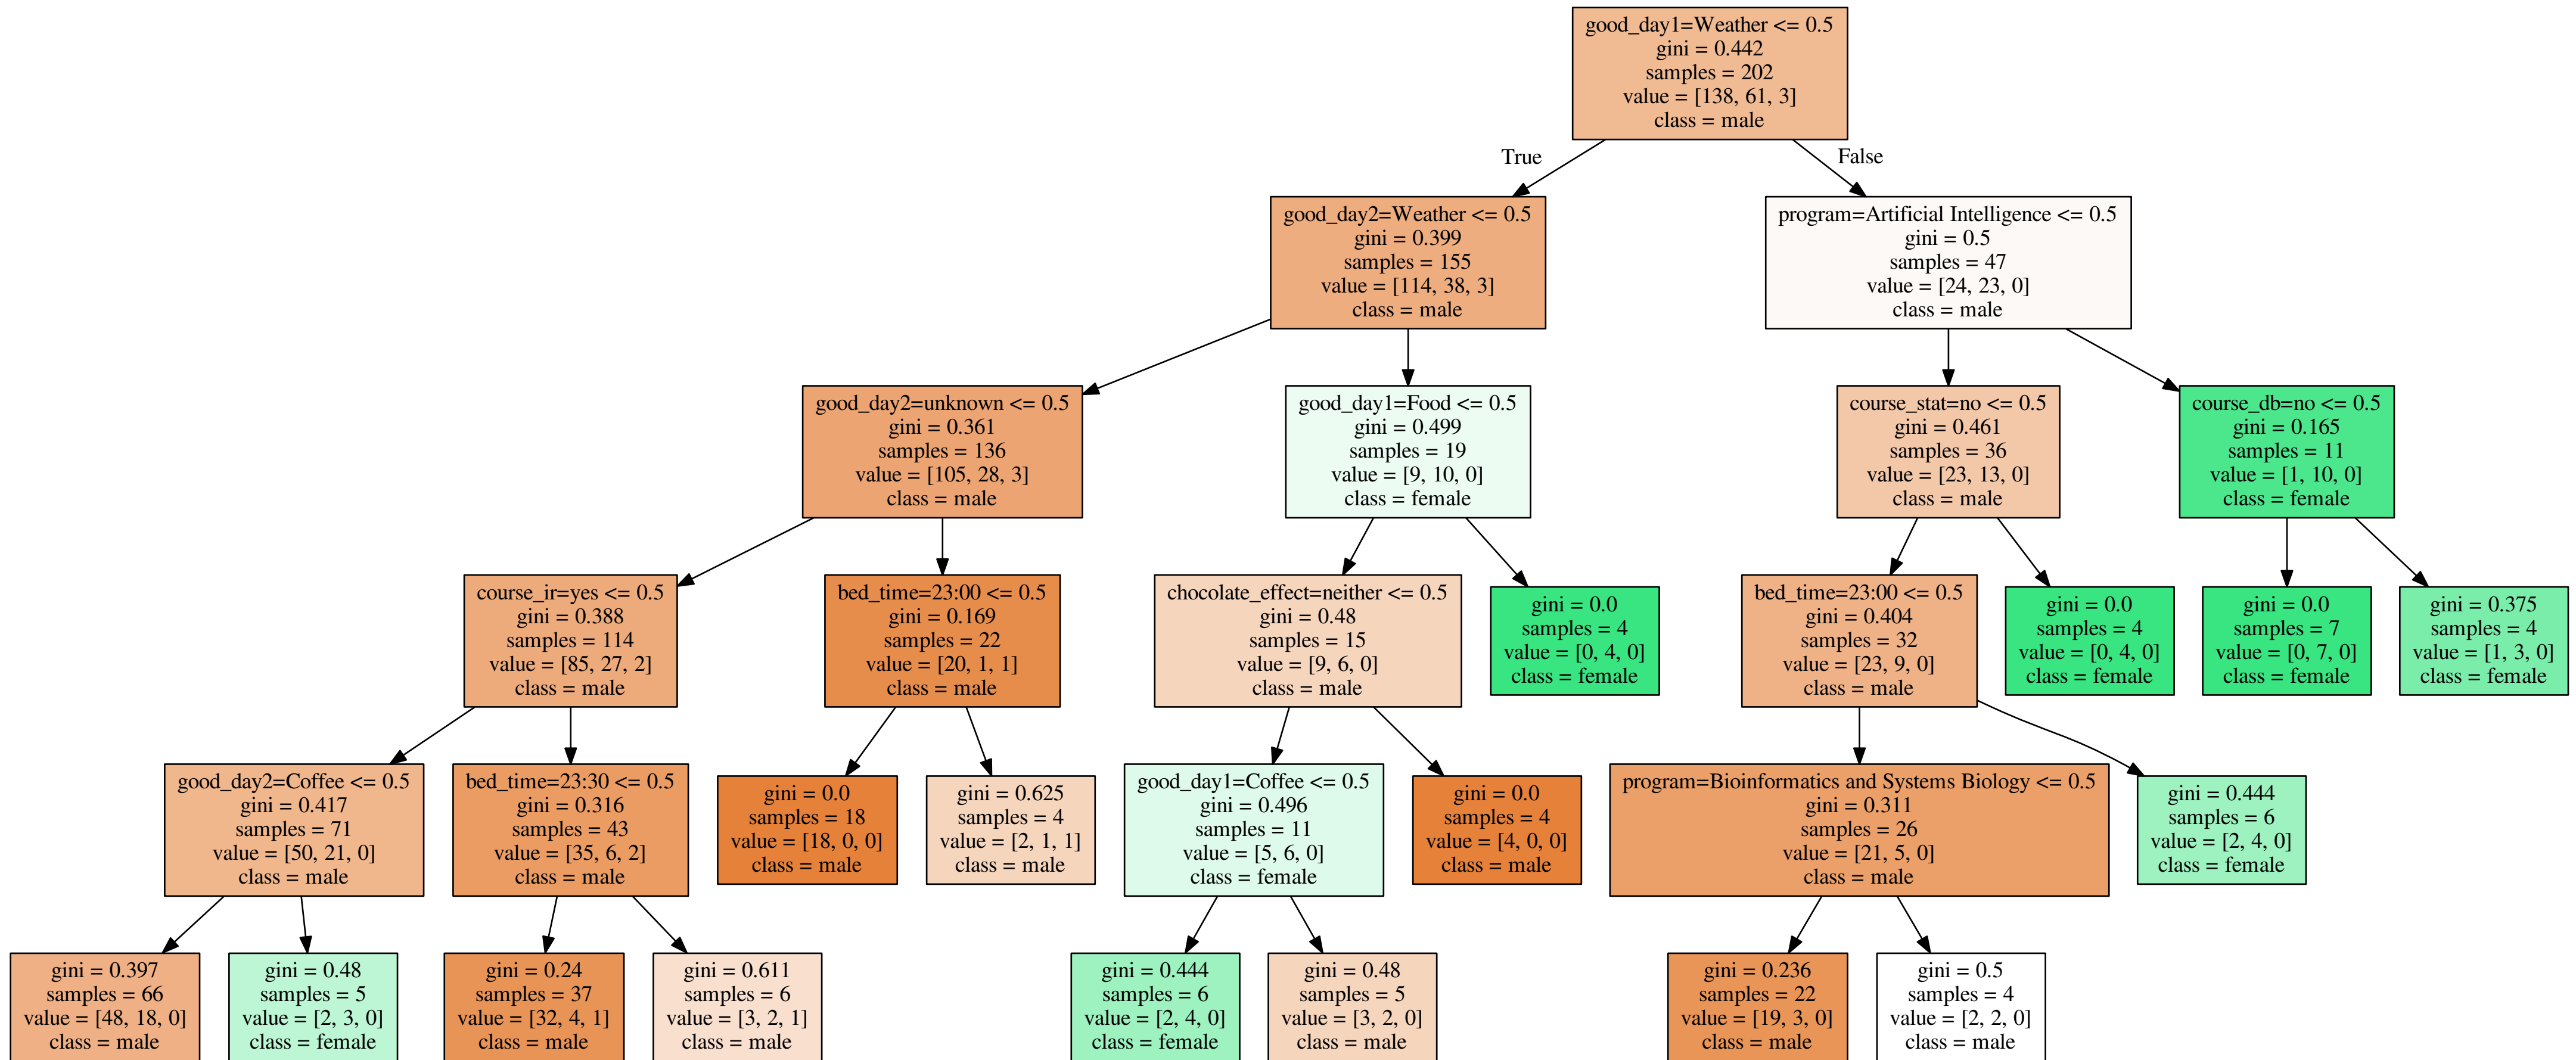 good_day1=Weather <= 0.5
gini = 0.442
samples = 202
value = [138, 61, 3]
class = male
True
False
good_day2=Weather <= 0.5
gini = 0.399
samples = 155
value = [114, 38, 3]
class = male
program=Artificial Intelligence <= 0.5
gini = 0.5
samples = 47
value = [24, 23, 0]
class = male
good_day2=unknown <= 0.5
gini = 0.361
samples = 136
value = [105, 28, 3]
class = male
good_day1=Food <= 0.5
gini = 0.499
samples = 19
value = [9, 10, 0]
class = female
course_stat=no <= 0.5
gini = 0.461
samples = 36
value = [23, 13, 0]
class = male
course_db=no <= 0.5
gini = 0.165
samples = 11
value = [1, 10, 0]
class = female
course_ir=yes <= 0.5
gini = 0.388
samples = 114
value = [85, 27, 2]
class = male
bed_time=23:00 <= 0.5
gini = 0.169
samples = 22
value = [20, 1, 1]
class = male
chocolate_effect=neither <= 0.5
gini = 0.48
samples = 15
value = [9, 6, 0]
class = male
gini = 0.0
samples = 4
value = [0, 4, 0]
class = female
bed_time=23:00 <= 0.5
gini = 0.404
samples = 32
value = [23, 9, 0]
class = male
gini = 0.0
samples = 4
value = [0, 4, 0]
class = female
gini = 0.0
samples = 7
value = [0, 7, 0]
class = female
gini = 0.375
samples = 4
value = [1, 3, 0]
class = female
good_day2=Coffee <= 0.5
gini = 0.417
samples = 71
value = [50, 21, 0]
class = male
bed_time=23:30 <= 0.5
gini = 0.316
samples = 43
value = [35, 6, 2]
class = male
gini = 0.0
samples = 18
value = [18, 0, 0]
class = male
gini = 0.625
samples = 4
value = [2, 1, 1]
class = male
good_day1=Coffee <= 0.5
gini = 0.496
samples = 11
value = [5, 6, 0]
class = female
gini = 0.0
samples = 4
value = [4, 0, 0]
class = male
program=Bioinformatics and Systems Biology <= 0.5
gini = 0.311
samples = 26
value = [21, 5, 0]
class = male
gini = 0.444
samples = 6
value = [2, 4, 0]
class = female
gini = 0.397
samples = 66
value = [48, 18, 0]
class = male
gini = 0.48
samples = 5
value = [2, 3, 0]
class = female
gini = 0.24
samples = 37
value = [32, 4, 1]
class = male
gini = 0.611
samples = 6
value = [3, 2, 1]
class = male
gini = 0.444
samples = 6
value = [2, 4, 0]
class = female
gini = 0.48
samples = 5
value = [3, 2, 0]
class = male
gini = 0.236
samples = 22
value = [19, 3, 0]
class = male
gini = 0.5
samples = 4
value = [2, 2, 0]
class = male